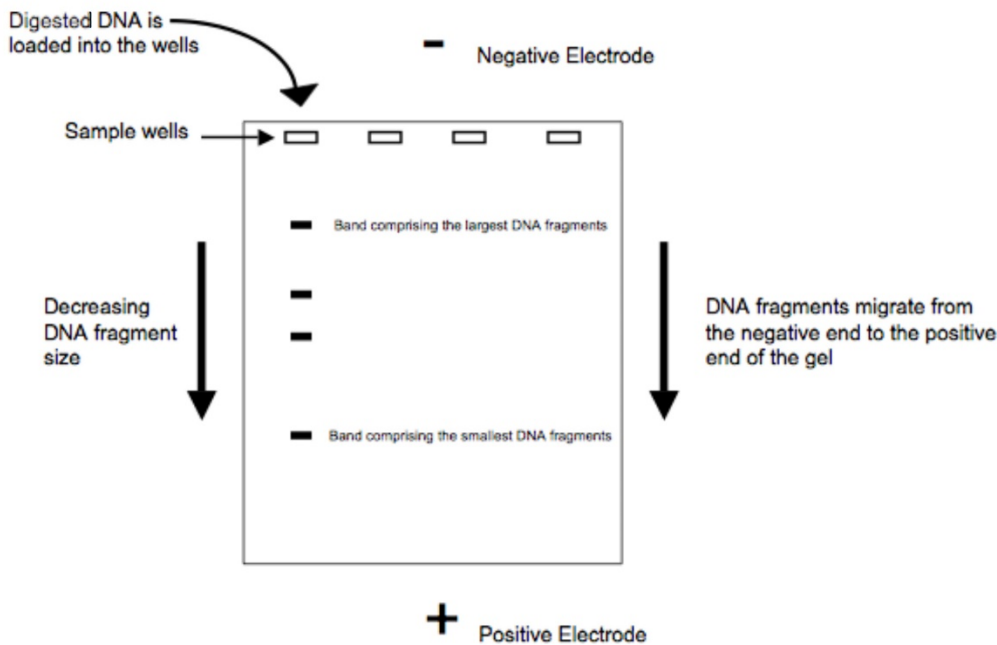 Digested DNA is
loaded into the wells
-
Negative Electrode
Sample wells
Band comprising the largest DNA fragments
Decreasing
DNA fragment
size
DNA fragments migrate from
the negative end to the positive
end of the gel
Band comprising the smallest DNA fragments
+
Positive Electrode